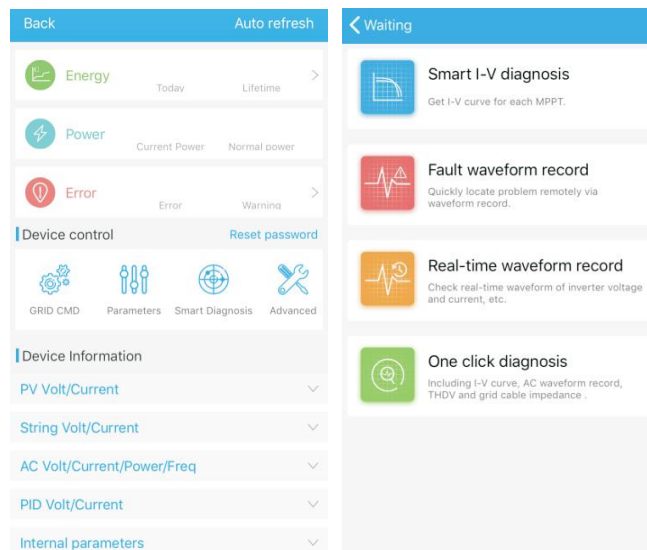 Back
Auto refresh
Energy
Today
Lifetime
Power
Current Power
Normal power
Error
Error
Warning
Device control
Reset password
GRID CMD
Parameters
Smart Diagnosis
Advanced
Device Information
PV Volt/Current
String Volt/Current
AC Volt/Current/Power/Freq
PID Volt/Current
Internal parameters
Waiting
Smart I-V diagnosis
Get I-V curve for each MPPT.
Fault waveform record
Quickly locate problem remotely via
waveform record.
Real-time waveform record
Check real-time waveform of inverter voltage
and current, etc.
One click diagnosis
Including I-V curve, AC waveform record,
THDV and grid cable impedance .